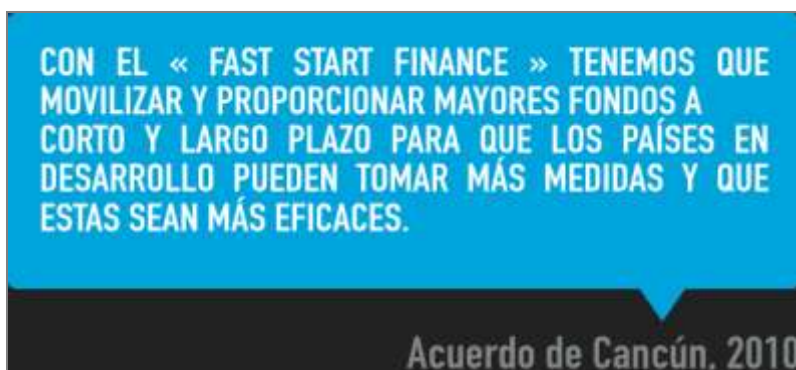 CON EL « FAST START FINANCE » TENEMOS QUE
MOVILIZAR Y PROPORCIONAR MAYORES FONDOS A
CORTO Y LARGO PLAZO PARA QUE LOS PAÍSES EN
DESARROLLO PUEDEN TOMAR MÁS MEDIDAS Y QUE
ESTAS SEAN MÁS EFICACES.
Acuerdo de Cancún, 2010